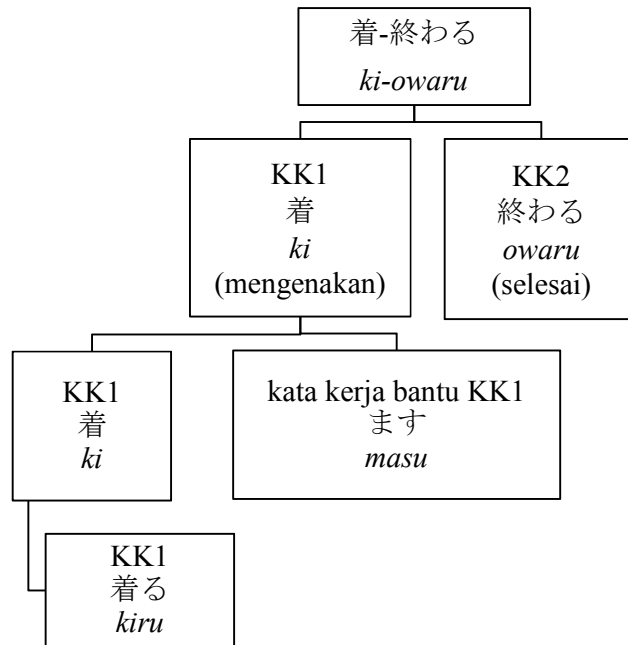 着-終わる
ki-owaru
KK1
着
ki
(mengenakan)
KK2
終わる
owaru
(selesai)
KK1
着
ki
kata kerja bantu KK1
ます
masu
KK1
着る
kiru